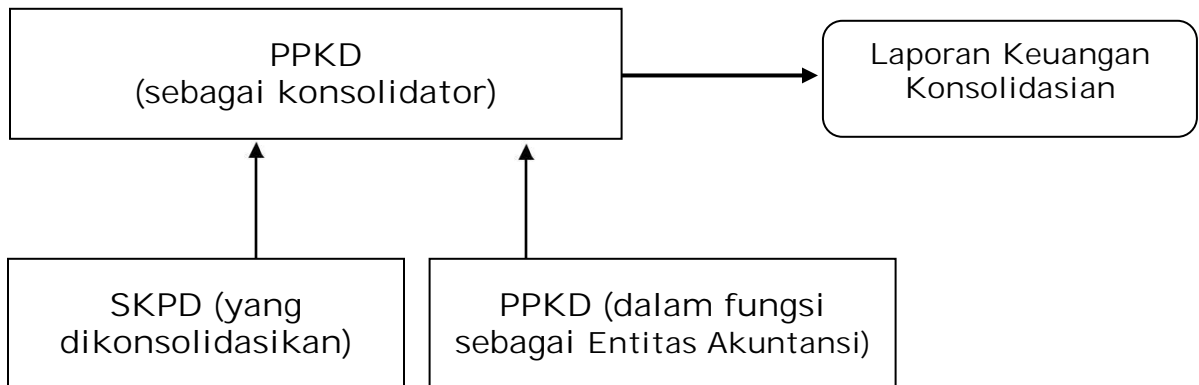 PPKD
(sebagai konsolidator)
Laporan Keuangan
Konsolidasian
SKPD (yang
dikonsolidasikan)
PPKD (dalam fungsi
sebagai Entitas Akuntansi)